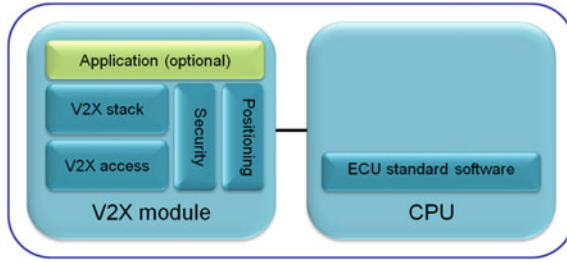 Application (optional)
V2X stack
V2X access
Security
Positioning
V2X module
ECU standard software
CPU